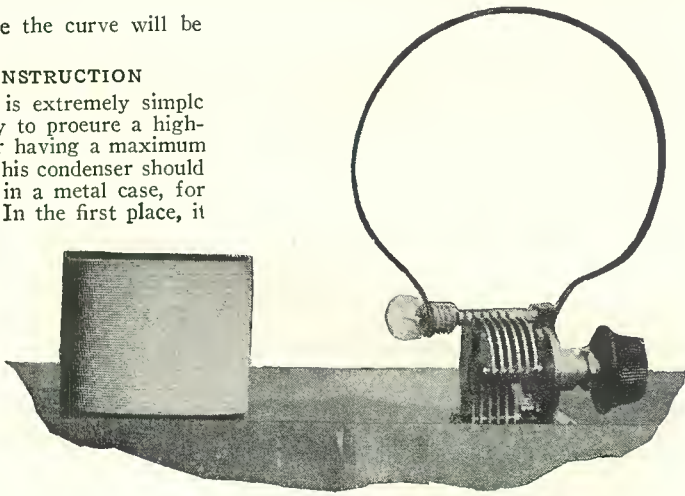 e the curve will be
NSTRUCTION
is extremely simple
y to proeure a high-
r having a maximum
his condenser should
in a metal case, for
In the first place, it